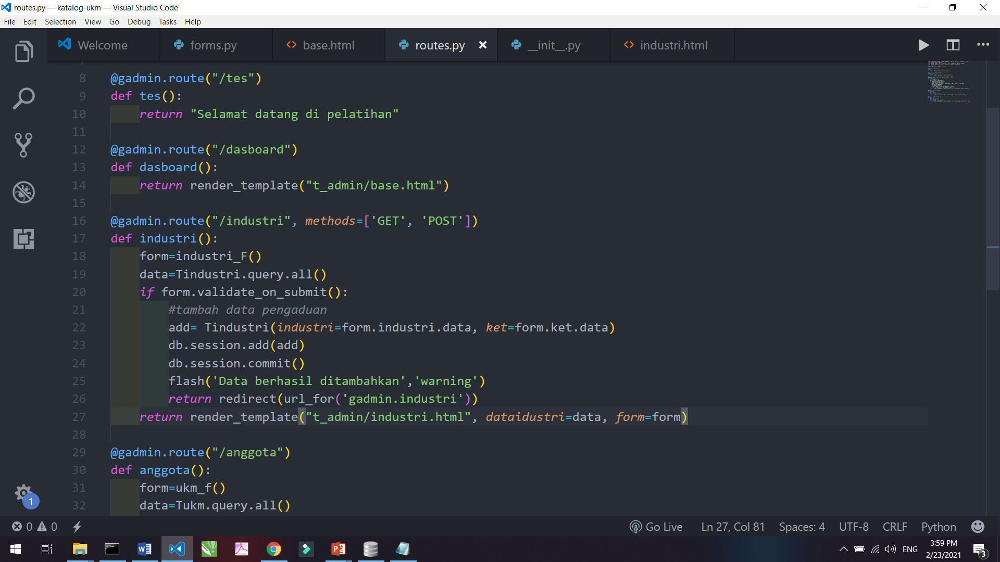 routes.py — katalog-ukm — Visual Studio Code
File Edit Selection View Go Debug Tasks Help
Welcome forms.py base.html routes.py __init__.py industri.html
8 @gadmin.route("/tes")
9 def tes():
10 return "Selamat datang di pelatihan"
11
12 @gadmin.route("/dasboard")
13 def dasboard():
14 return render_template("t_admin/base.html")
15
16 @gadmin.route("/industri", methods=['GET', 'POST'])
17 def industri():
18 form=industri_F()
19 data=Tindustri.query.all()
20 if form.validate_on_submit():
21 #tambah data pengaduan
22 add= Tindustri(industri=form.industri.data, ket=form.ket.data)
23 db.session.add(add)
24 db.session.commit()
25 flash('Data berhasil ditambahkan','warning')
26 return redirect(url_for('gadmin.industri'))
27 return render_template("t_admin/industri.html", dataidustri=data, form=form)
28
29 @gadmin.route("/anggota")
30 def anggota():
31 form=ukm_f()
32 data=Tukm.query.all()
1
0 0 Go Live Ln 27, Col 81 Spaces: 4 UTF-8 CRLF Python
ENG 3:59 PM
2/23/2021
3